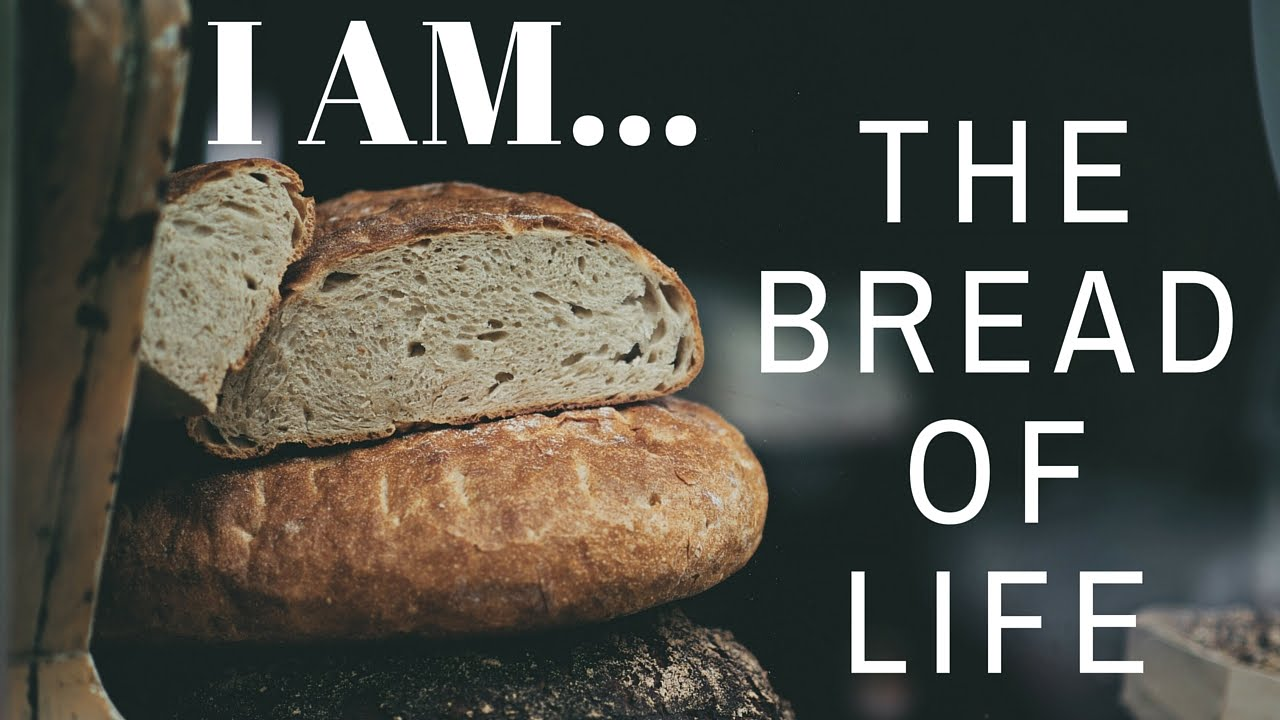 I AM...
THE
BREAD
OF
LIFE